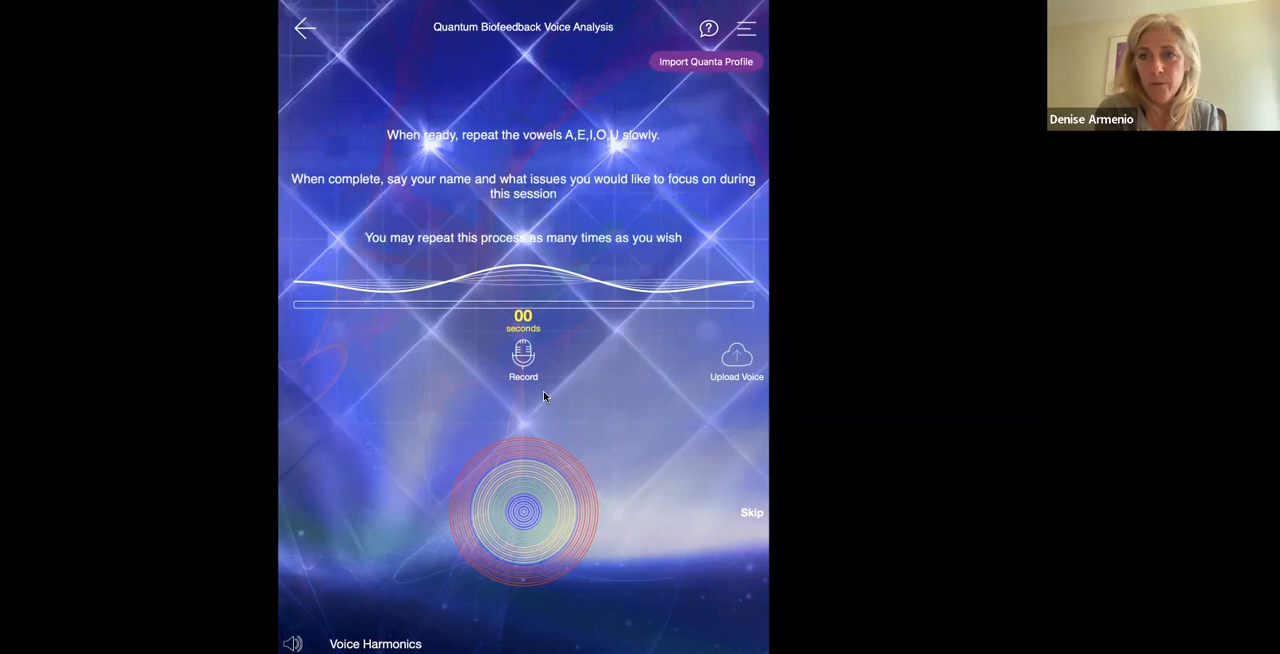 Quantum Biofeedback Voice Analysis
Import Quanta Profile
When ready, repeat the vowels A,E,I,O,U slowly.
When complete, say your name and what issues you would like to focus on during
this session
You may repeat this process as many times as you wish
00
seconds
Record
Upload Voice
Skip
Voice Harmonics
Denise Armenio